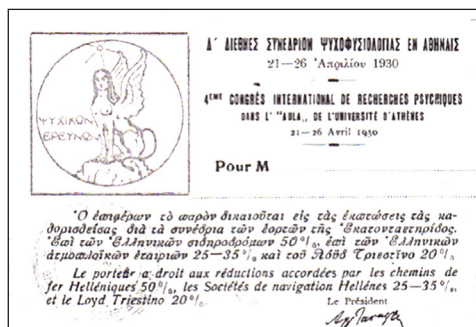 Δ΄ ΔΙΕΘΝΕΣ ΣΥΝΕΔΡΙΟΝ ΨΥΧΟΦΥΣΙΟΛΟΓΙΑΣ ΕΝ ΑΘΗΝΑΙΣ
21—26 Ἀπριλίου 1930
4ÈME CONGRÈS INTERNATIONAL DE RECHERCHES PSYCHIQUES
DANS L' "AULA„ DE L'UNIVERSITÉ D'ATHÈNES
21—26 Avril 1930
ΨΥΧΙΚΩΝ
ΕΡΕΥΝΩΝ
Pour M
Ὁ ἐπιφέρων τὸ παρὸν δικαιοῦται εἰς τὰς ἐκπτώσεις τὰς κα-
θορισθείσας διὰ τὰ συνέδρια τῶν ἑορτῶν τῆς Ἑκατονταετηρίδος.
Ἐπὶ τῶν Ἑλληνικῶν σιδηροδρόμων 50 %, ἐπὶ τῶν Ἑλληνικῶν
ἀτμοπλοϊκῶν ἑταιριῶν 25—35% καὶ τοῦ Λόϋδ Τριεστίνο 20 %
Le porteur a droit aux réductions accordées par les chemins de
fer Helléniques 50 %, les Sociétés de navigation Hellénes 25—35%,
et le Loyd Triestino 20%.
Le Président